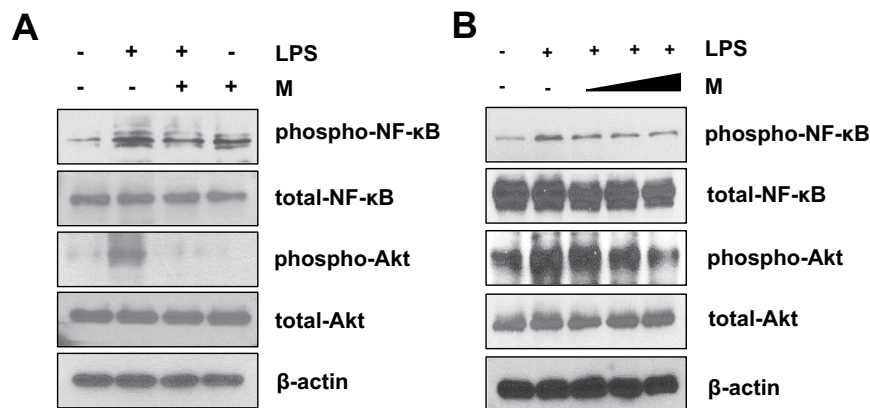 A
- + + - LPS
- - + + M
phospho-NF-κB
total-NF-κB
phospho-Akt
total-Akt
β-actin
B
- + + + + LPS
- - M
phospho-NF-κB
total-NF-κB
phospho-Akt
total-Akt
β-actin